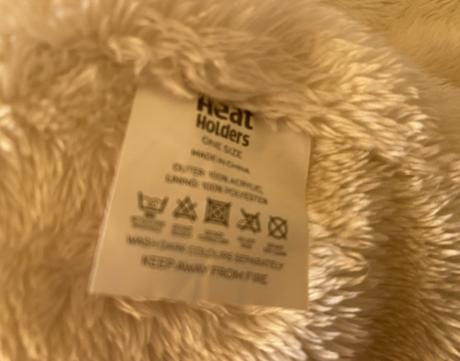 Heat
Holders
ONE SIZE
MADE IN CHINA
OUTER: 100% ACRYLIC,
LINING: 100% POLYESTER
WASH DARK COLOURS SEPARATELY
KEEP AWAY FROM FIRE